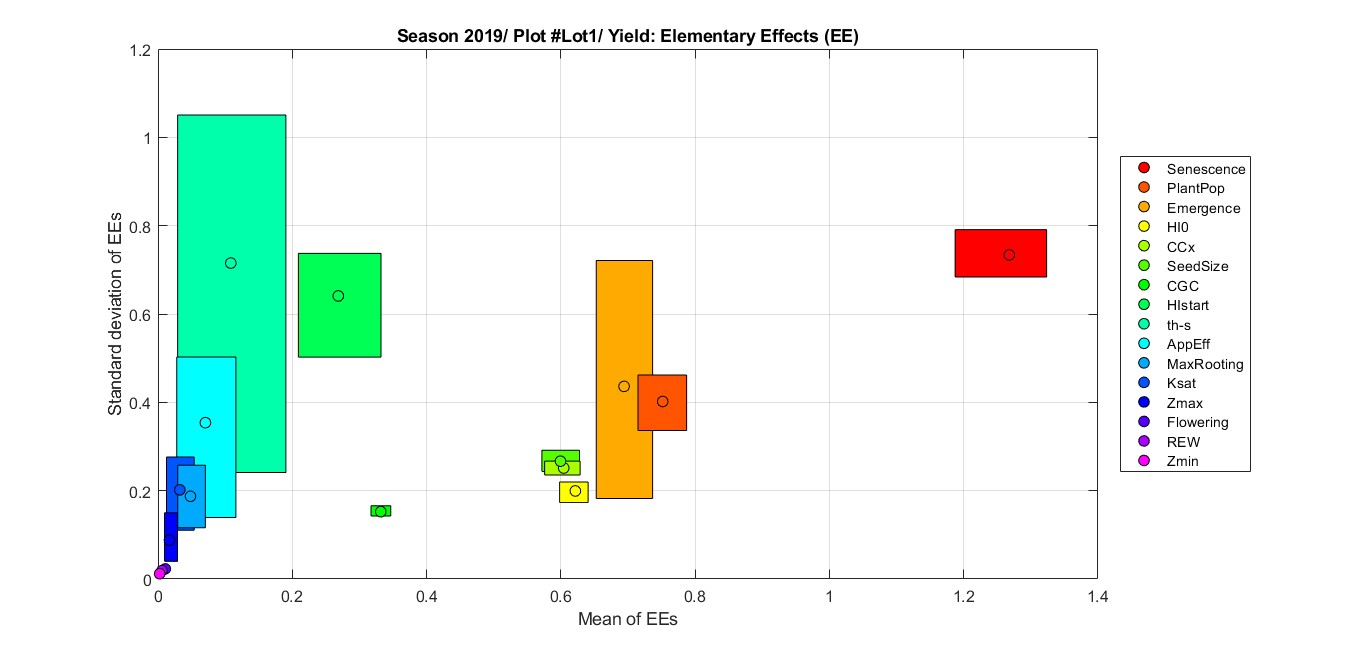 Season 2019/ Plot #Lot1/ Yield: Elementary Effects (EE)
1.2
1
0.8
0.6
0.4
0.2
0
Standard deviation of EEs
0 0.2 0.4 0.6 0.8 1 1.2 1.4
Mean of EEs
Senescence
PlantPop
Emergence
HI0
CCx
SeedSize
CGC
HIstart
th-s
AppEff
MaxRooting
Ksat
Zmax
Flowering
REW
Zmin